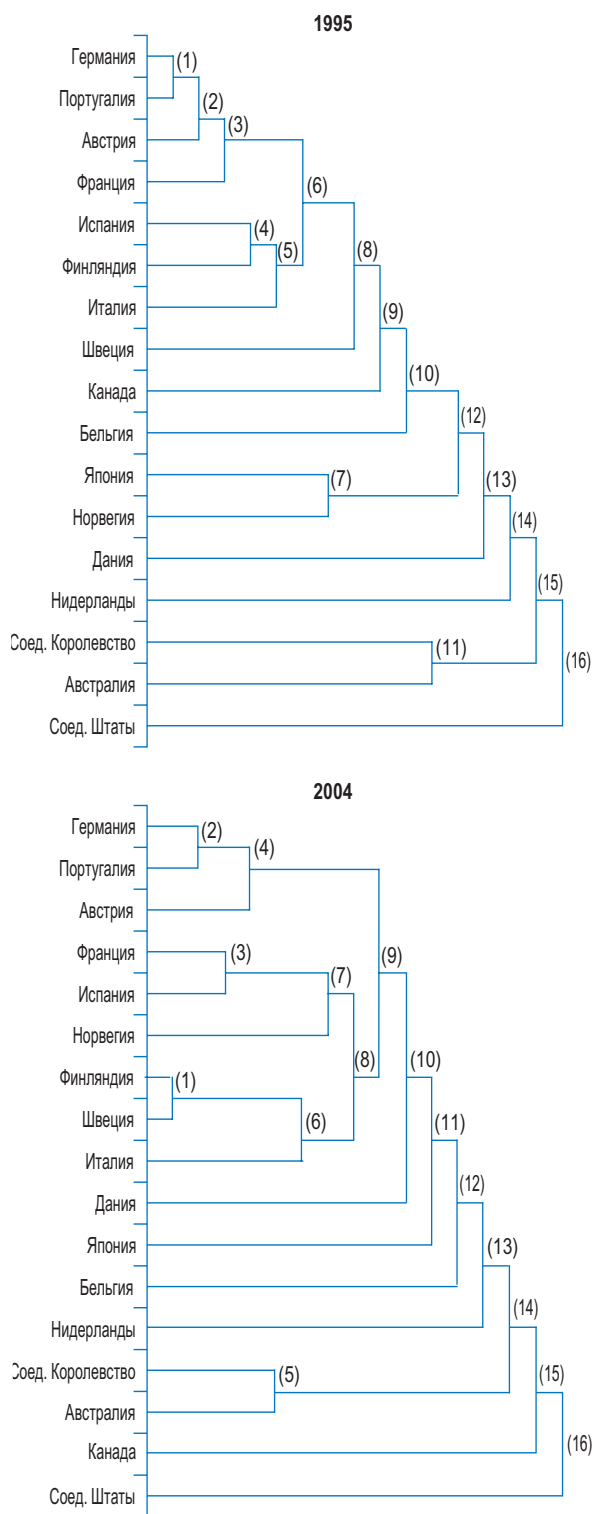 1995
Германия
(1)
Португалия
(2)
(3)
Австрия
Франция
(6)
Испания
(4)
(5)
(8)
Финляндия
Италия
(9)
Швеция
(10)
Канада
(12)
Бельгия
Япония
(7)
(13)
Норвегия
(14)
Дания
(15)
Нидерланды
Соед. Королевство
(11)
(16)
Австралия
Соед. Штаты
2004
Германия
(2)
(4)
Португалия
Австрия
Франция
(3)
(9)
(7)
Испания
Норвегия
(8)
(10)
Финляндия
(1)
Швеция
(6)
(11)
Италия
(12)
Дания
Япония
(13)
Бельгия
(14)
Нидерланды
Соед. Королевство
(5)
(15)
Австралия
Канада
(16)
Соед. Штаты